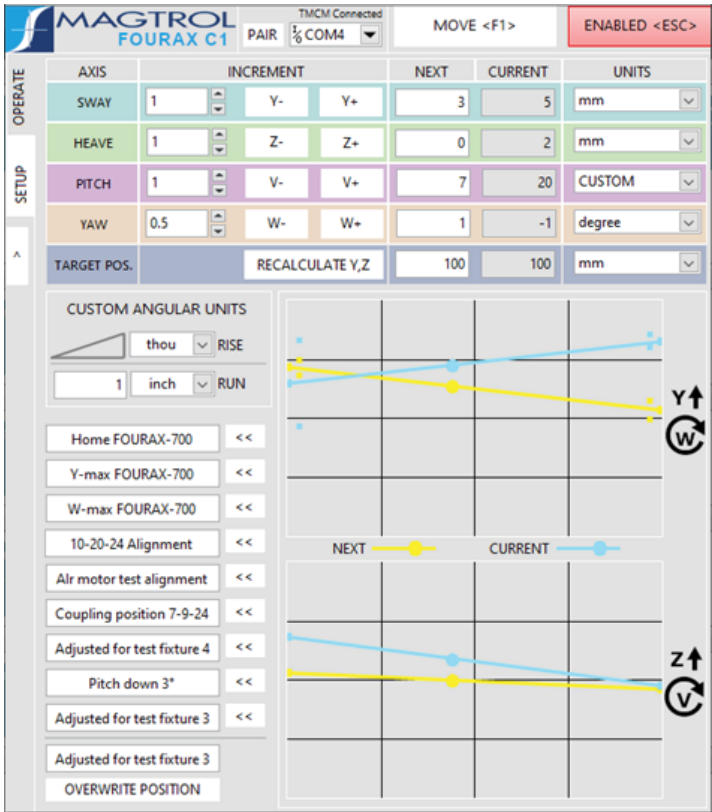 MAGTROL
FOURAX C1
PAIR
TMCM Connected
COM4
MOVE <F1>
ENABLED <ESC>
OPERATE
SETUP
<
AXIS INCREMENT NEXT CURRENT UNITS
SWAY 1 Y- Y+ 3 5 mm
HEAVE 1 Z- Z+ 0 2 mm
PITCH 1 V- V+ 7 20 CUSTOM
YAW 0.5 W- W+ 1 -1 degree
TARGET POS. RECALCULATE Y,Z 100 100 mm
CUSTOM ANGULAR UNITS
thou RISE
1 inch RUN
Home FOURAX-700 <<
Y-max FOURAX-700 <<
W-max FOURAX-700 <<
10-20-24 Alignment <<
AIr motor test alignment <<
Coupling position 7-9-24 <<
Adjusted for test fixture 4 <<
Pitch down 3° <<
Adjusted for test fixture 3 <<
Adjusted for test fixture 3
OVERWRITE POSITION
Y
W
NEXT CURRENT
Z
V